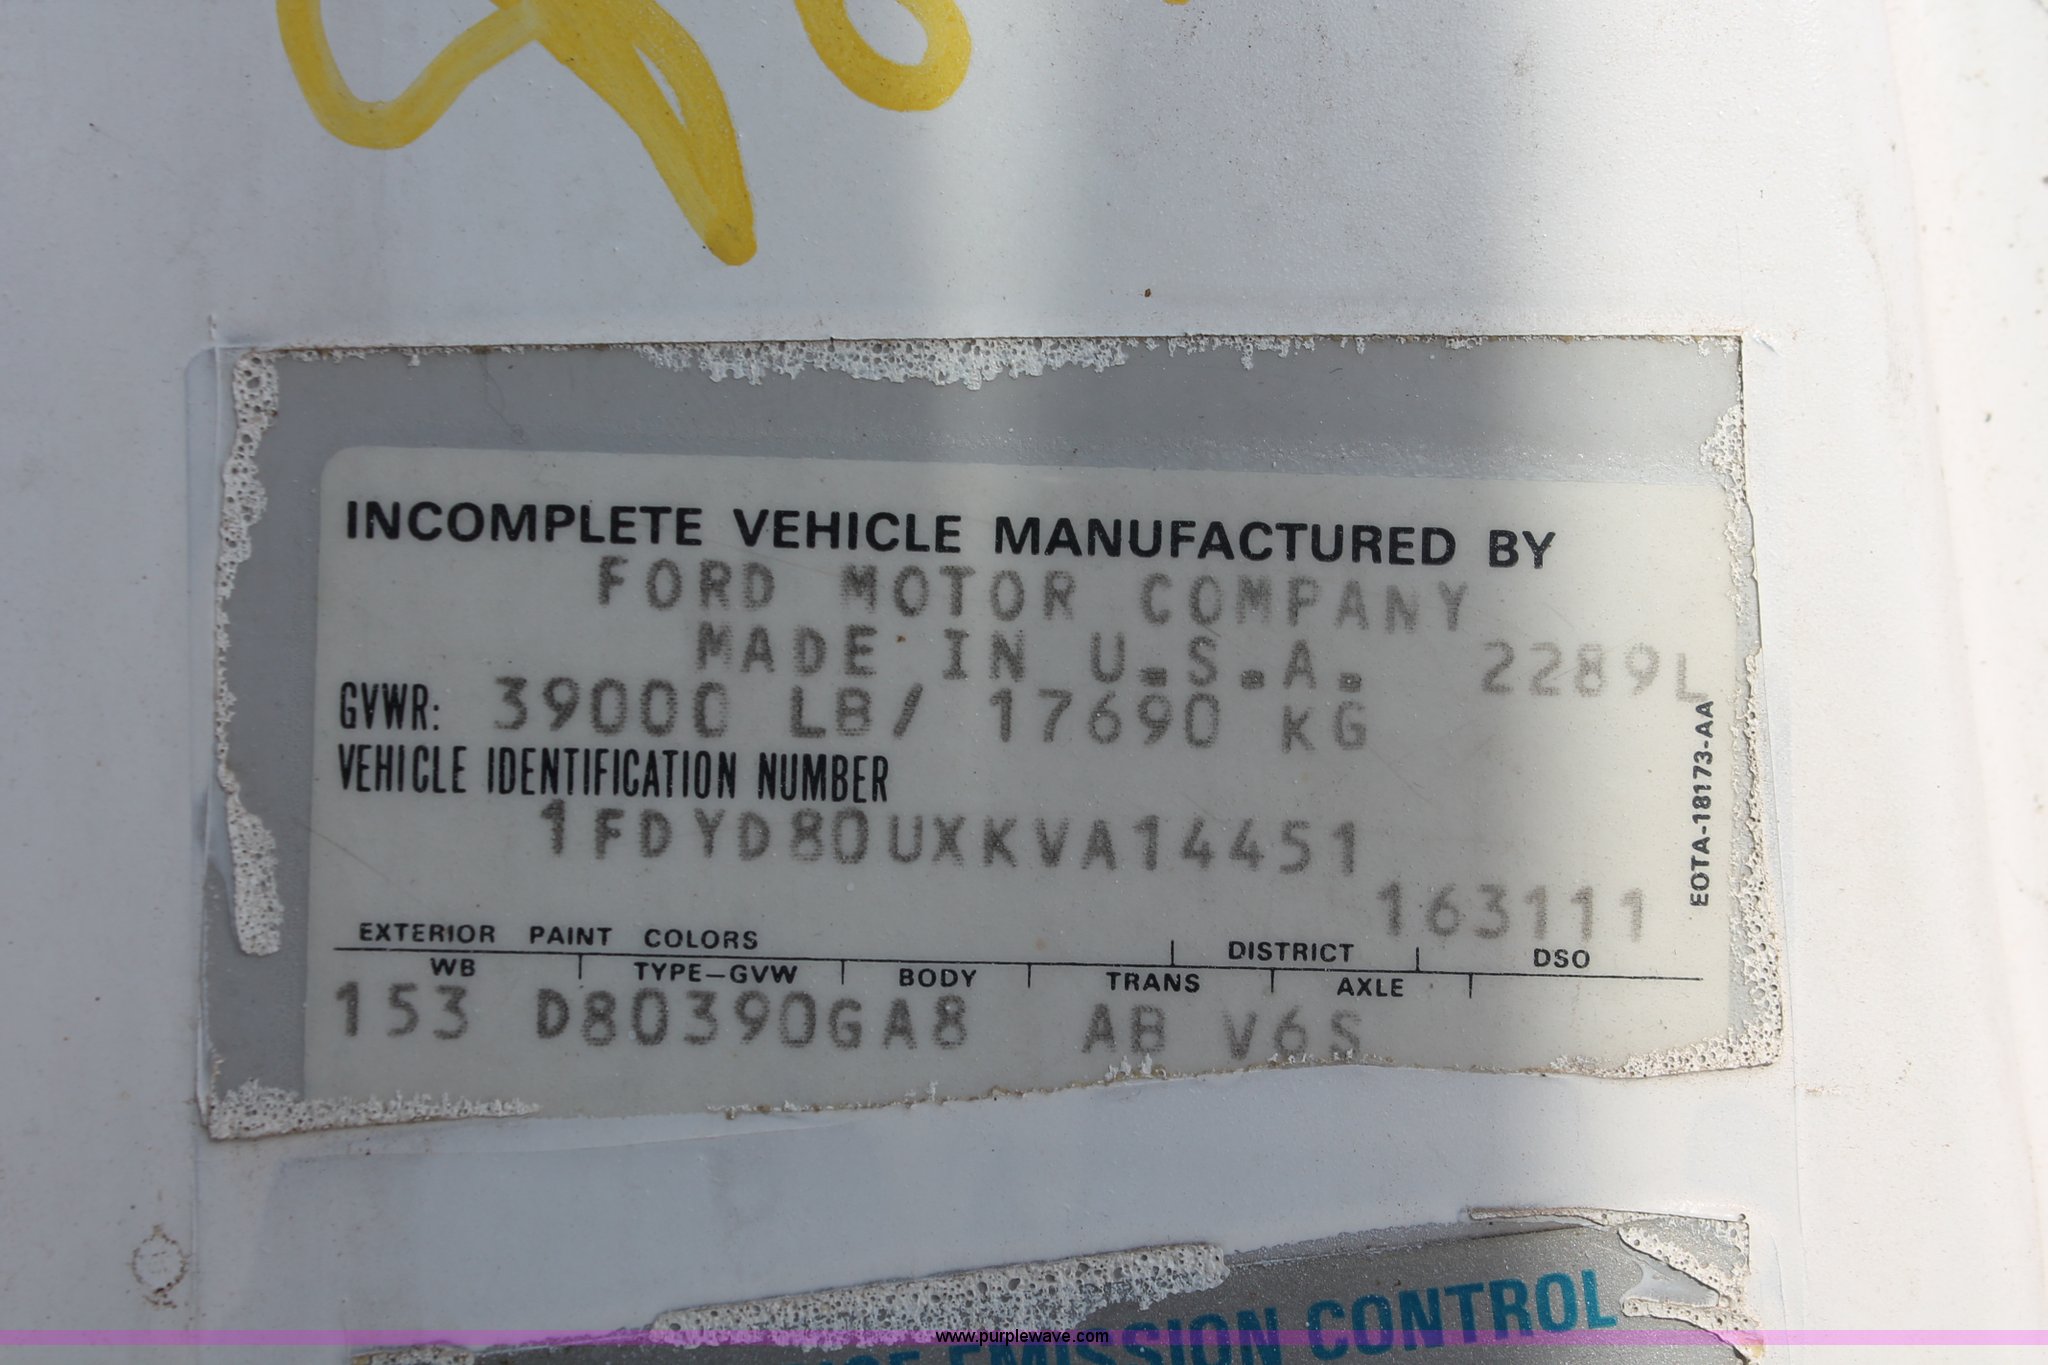 INCOMPLETE VEHICLE MANUFACTURED BY
FORD MOTOR COMPANY
MADE IN U.S.A. 2289L
GVWR: 39000 LB/ 17690 KG
VEHICLE IDENTIFICATION NUMBER
1FDYD80UXKVA14451
163111
EOTA-18173-AA
EXTERIOR PAINT COLORS DISTRICT DSO
WB TYPE-GVW BODY TRANS AXLE
153 D80390GA8 AB V6S
EMISSION CONTROL
www.purplewave.com